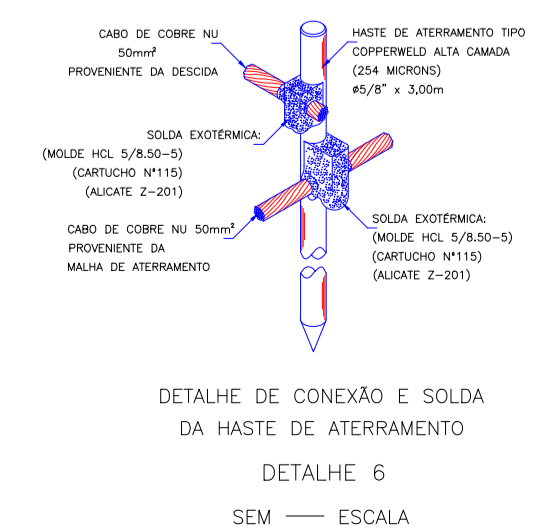 CABO DE COBRE NU
50mm²
PROVENIENTE DA DESCIDA
HASTE DE ATERRAMENTO TIPO
COPPERWELD ALTA CAMADA
(254 MICRONS)
ø5/8" x 3,00m
SOLDA EXOTÉRMICA:
(MOLDE HCL 5/8.50-5)
(CARTUCHO N°115)
(ALICATE Z-201)
CABO DE COBRE NU 50mm²
PROVENIENTE DA
MALHA DE ATERRAMENTO
SOLDA EXOTÉRMICA:
(MOLDE HCL 5/8.50-5)
(CARTUCHO N°115)
(ALICATE Z-201)
DETALHE DE CONEXÃO E SOLDA
DA HASTE DE ATERRAMENTO
DETALHE 6
SEM — ESCALA